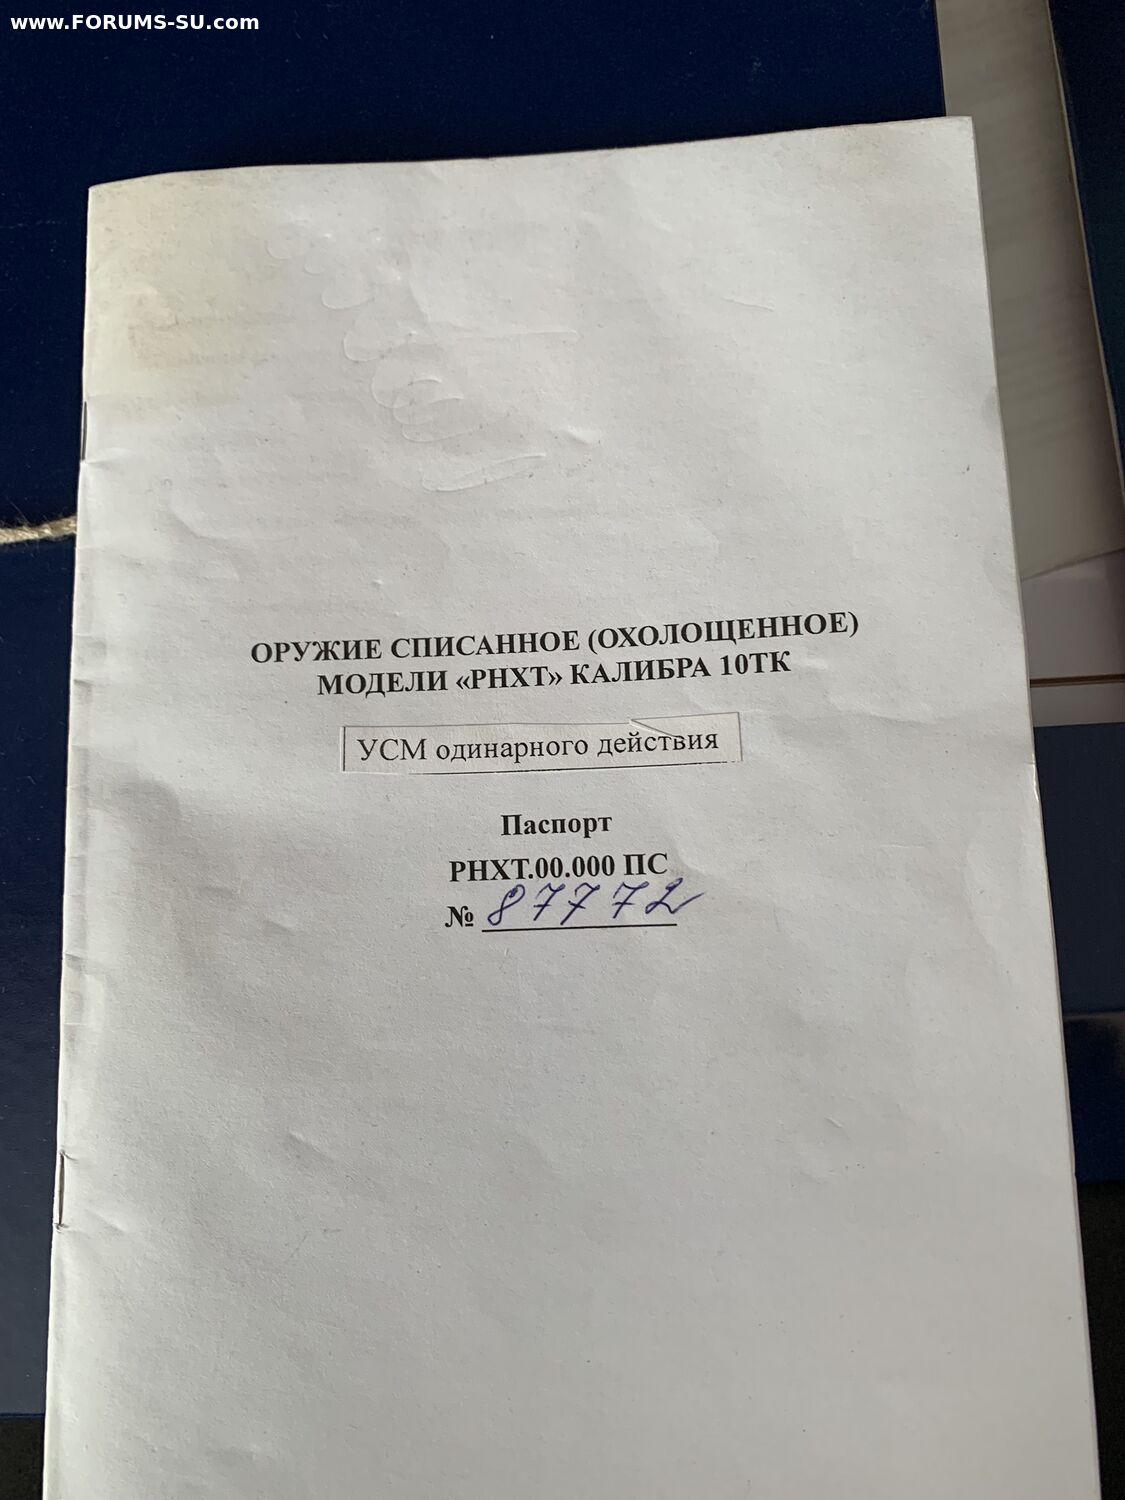 www.FORUMS-SU.com
ОРУЖИЕ СПИСАННОЕ (ОХОЛОЩЕННОЕ)
МОДЕЛИ «РНХТ» КАЛИБРА 10ТК
УСМ одинарного действия
Паспорт
РНХТ.00.000 ПС
№ 87772